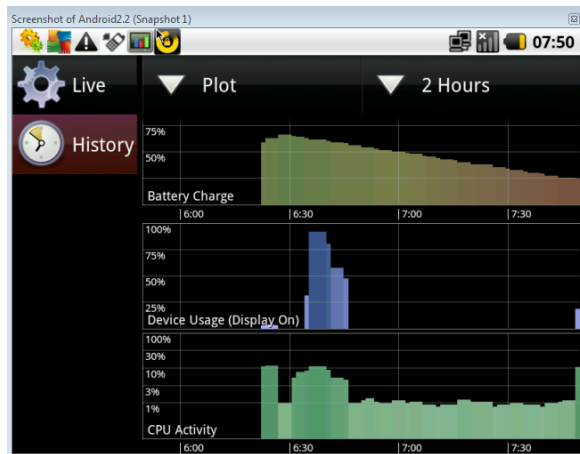 Screenshot of Android2.2 (Snapshot 1)
07:50
Live
Plot
2 Hours
History
75%
50%
Battery Charge
6:00 6:30 7:00 7:30
100%
75%
50%
25%
Device Usage (Display On)
100%
30%
10%
3%
1%
CPU Activity
6:00 6:30 7:00 7:30